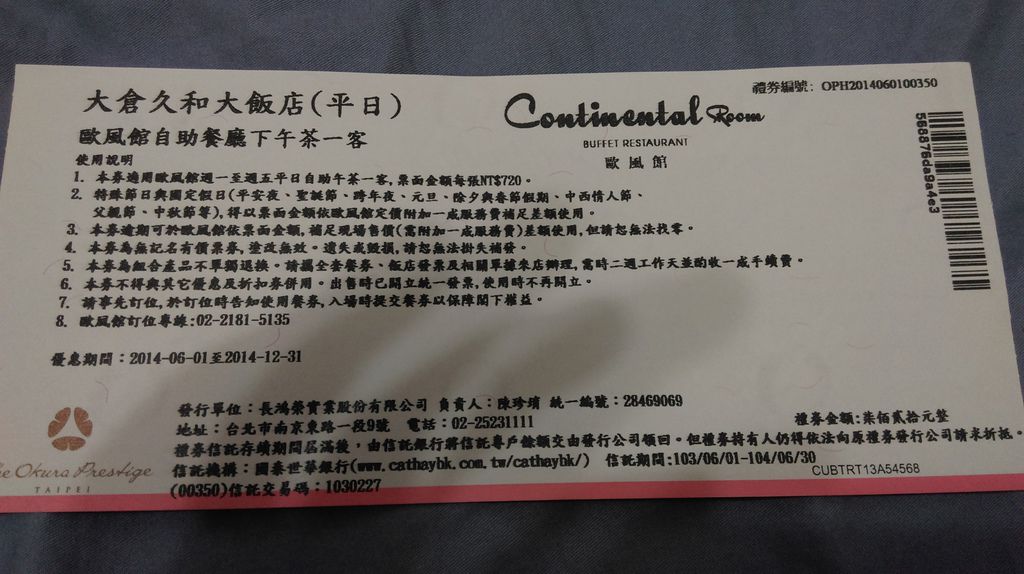 禮券編號: OPH2014060100350
大倉久和大飯店(平日)
Continental Room
BUFFET RESTAURANT
歐風館
歐風館自助餐廳下午茶一客
使用說明
1. 本券適用歐風館週一至週五平日自助午茶一客,票面金額每張NT$720。
2. 特殊節日與國定假日(平安夜、聖誕節、跨年夜、元旦、除夕與春節假期、中西情人節、
父親節、中秋節等),得以票面金額依歐風館定價附加一成服務費補足差額使用。
3. 本券逾期可於歐風館依票面金額,補足現場售價(需附加一成服務費)差額使用,但請恕無法找零。
4. 本券為無記名有價票券,塗改無效。遺失或毀損,請恕無法掛失補發。
5. 本券為組合產品不單獨退換。請攜全套餐券、飯店發票及相關單據來店辦理,需時二週工作天並酌收一成手續費。
6. 本券不得與其它優惠及折扣券併用。出售時已開立統一發票,使用時不再開立。
7. 請事先訂位,於訂位時告知使用餐券,入場時提交餐券以保障閣下權益。
8. 歐風館訂位專線:02-2181-5135
568876da9a4e3
優惠期間:2014-06-01至2014-12-31
發行單位:長鴻榮實業股份有限公司 負責人:陳珍瑣 統一編號:28469069
地址:台北市南京東路一段9號 電話:02-25231111
禮券金額:柒佰貳拾元整
禮券信託存續期間屆滿後,由信託銀行將信託專戶餘額交由發行公司領回。但禮券持有人仍得依法向原禮券發行公司請求折抵。
信託機構:國泰世華銀行(www.cathaybk.com.tw/cathaybk/) 信託期間:103/06/01-104/06/30
CUBTRT13A54568
(00350)信託交易碼:1030227
he Okura Prestige
TAIPEI